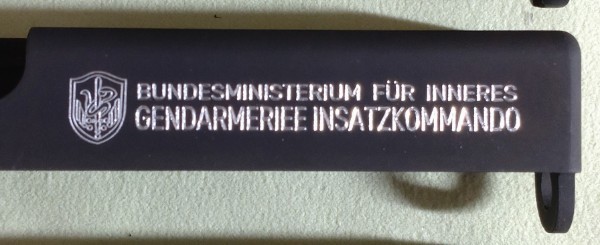 BUNDESMINISTERIUM FÜR INNERES
GENDARMERIEE INSATZKOMMANDO